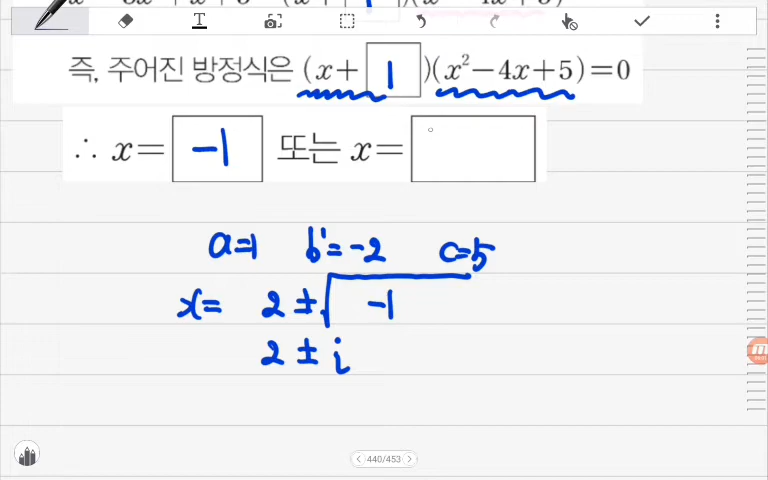 즉, 주어진 방정식은 (x+ 1 )(x²−4x+5)=0
∴ x= −1 또는 x=
a=1 b'=-2 c=5
x= 2 ± √-1
2 ± i
440/453